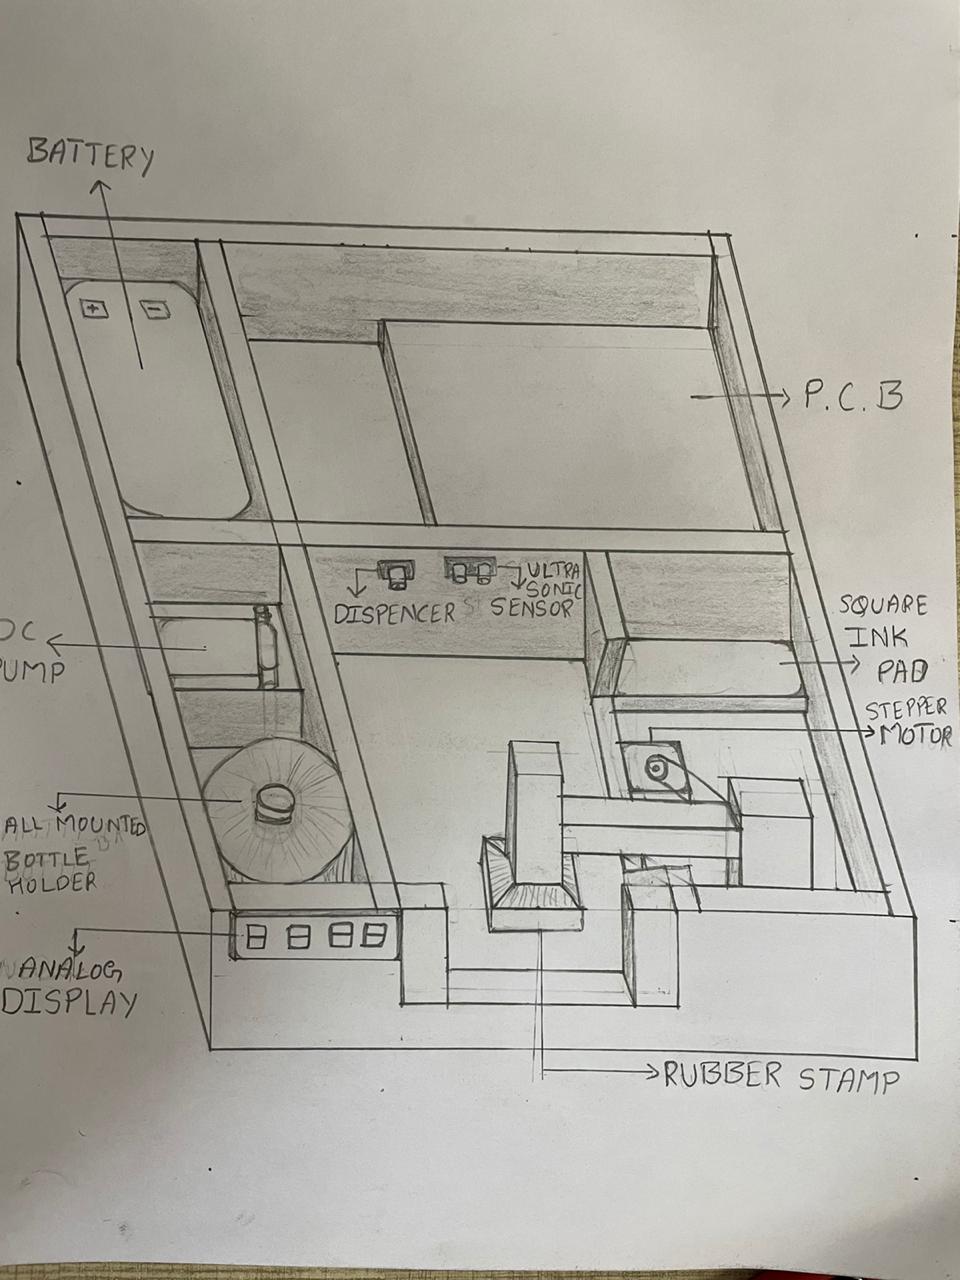 BATTERY
+ -
P.C.B
ULTRA
SONIC
DISPENCER
SENSOR
SQUARE
INK
PAD
DC
PUMP
STEPPER
MOTOR
ALL MOUNTED
BOTTLE
HOLDER
ANALOG
DISPLAY
RUBBER STAMP